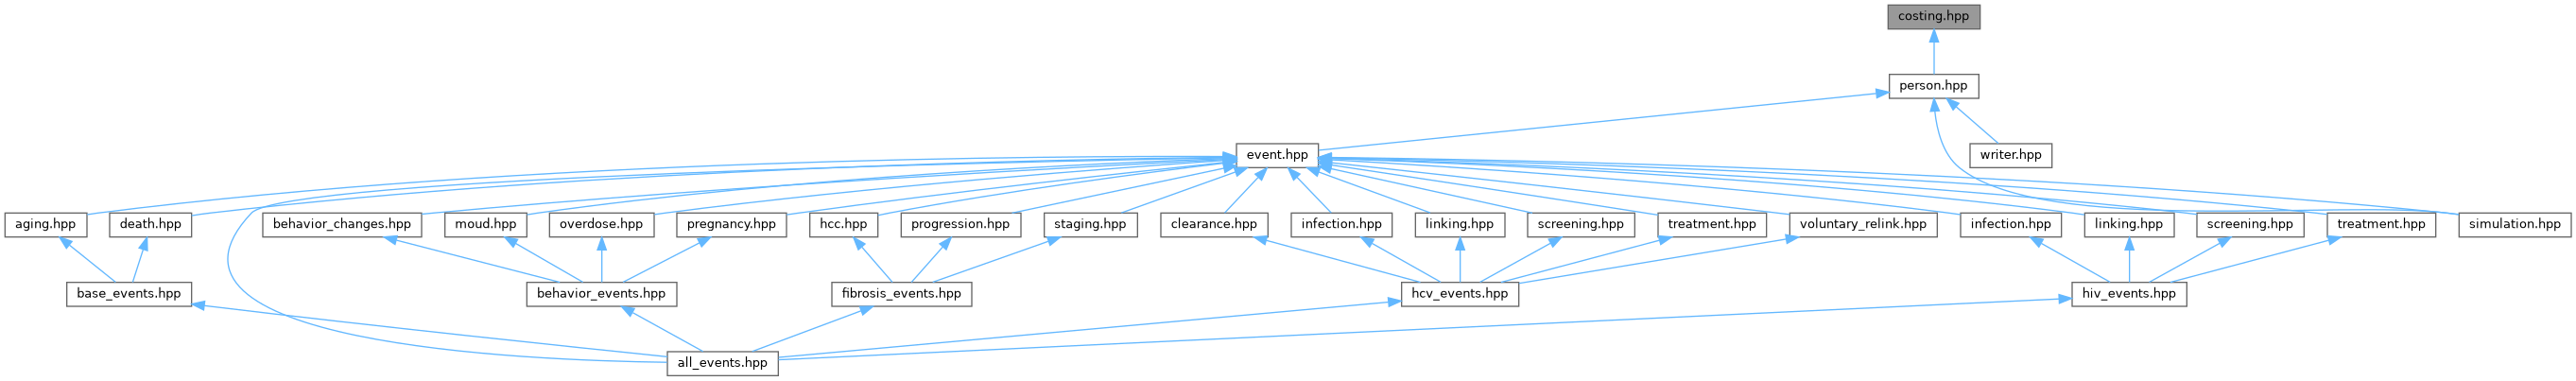 costing.hpp
person.hpp
event.hpp
writer.hpp
aging.hpp
death.hpp
behavior_changes.hpp
moud.hpp
overdose.hpp
pregnancy.hpp
hcc.hpp
progression.hpp
staging.hpp
clearance.hpp
infection.hpp
linking.hpp
screening.hpp
treatment.hpp
voluntary_relink.hpp
infection.hpp
linking.hpp
screening.hpp
treatment.hpp
simulation.hpp
base_events.hpp
behavior_events.hpp
fibrosis_events.hpp
hcv_events.hpp
hiv_events.hpp
all_events.hpp